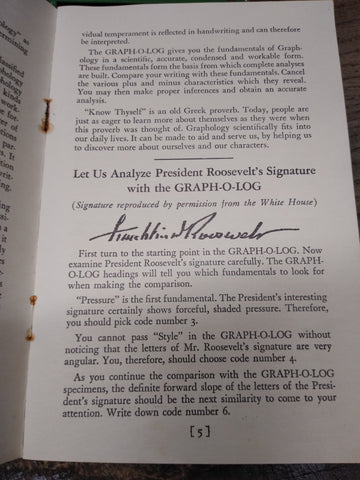 ology" as
ermining
assified
phology
phology
kinds
work.
vidual temperament is reflected in handwriting and can therefore
be interpreted.
The GRAPH-O-LOG gives you the fundamentals of Graph-
ology in a scientific, accurate, condensed and workable form.
These fundamentals form the basis from which complete analyses
are built. Compare your writing with these fundamentals. Cancel
the various plus and minus characteristics which they reveal.
You may then make proper inferences and obtain an accurate
analysis.
"Know Thyself" is an old Greek proverb. Today, people are
just as eager to learn more about themselves as they were when
this proverb was thought of. Graphology scientifically fits into
our daily lives. It can be made to aid and serve us, by helping us
to discover more about ourselves and others.
Let Us Analyze President Roosevelt's Signature
with the GRAPH-O-LOG
(Signature reproduced by permission from the White House)
Franklin D Roosevelt
First turn to the starting point in the GRAPH-O-LOG. Now
examine President Roosevelt's signature carefully. The GRAPH-
O-LOG headings will tell you which fundamentals to look for
when making the comparison.
"Pressure" is the first fundamental. The President's interesting
signature certainly shows forceful, shaded pressure. Therefore,
you should pick code number 3.
You cannot pass "Style" in the GRAPH-O-LOG without
noticing that the letters of Mr. Roosevelt's signature are very
angular. You, therefore, should choose code number 4.
As you continue the comparison with the GRAPH-O-LOG
specimens, the definite forward slope of the letters of the Presi-
dent's signature should be the next similarity to come to your
attention. Write down code number 6.
[ 5 ]